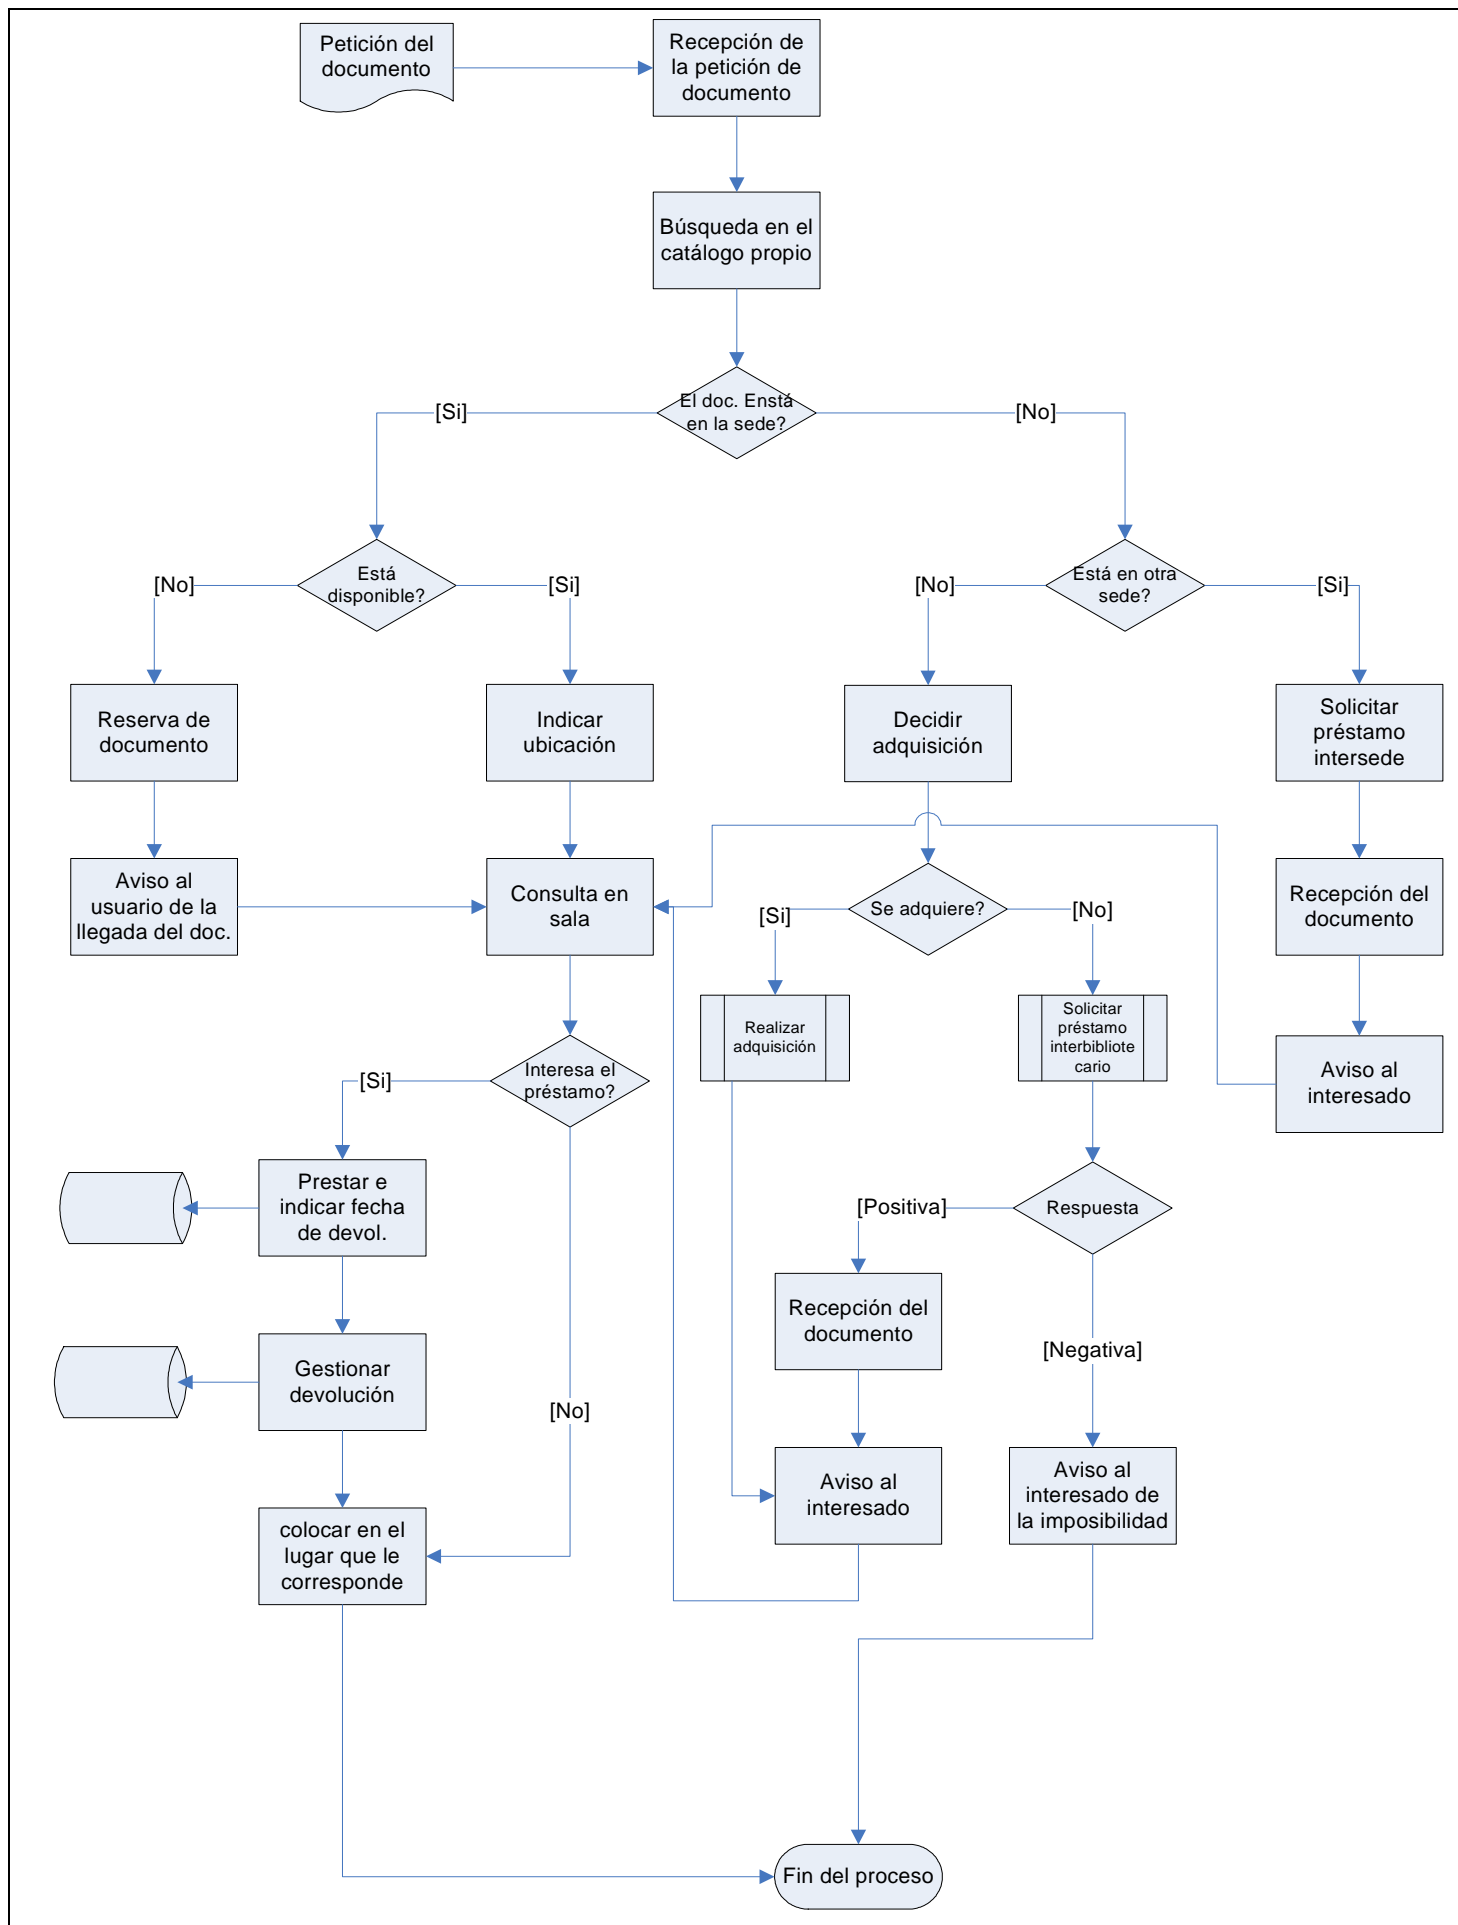 Petición del
documento
Recepción de
la petición de
documento
Búsqueda en el
catálogo propio
El doc. Enstá
en la sede?
[Si]
[No]
Está
disponible?
[No]
[Si]
Está en otra
sede?
[No]
[Si]
Reserva de
documento
Indicar
ubicación
Decidir
adquisición
Solicitar
préstamo
intersede
Aviso al
usuario de la
llegada del doc.
Consulta en
sala
Se adquiere?
[Si]
[No]
Recepción del
documento
Realizar
adquisición
Solicitar
préstamo
interbibliote
cario
Interesa el
préstamo?
[Si]
Aviso al
interesado
Prestar e
indicar fecha
de devol.
[Positiva]
Respuesta
Recepción del
documento
[Negativa]
Gestionar
devolución
[No]
Aviso al
interesado
Aviso al
interesado de
la imposibilidad
colocar en el
lugar que le
corresponde
Fin del proceso